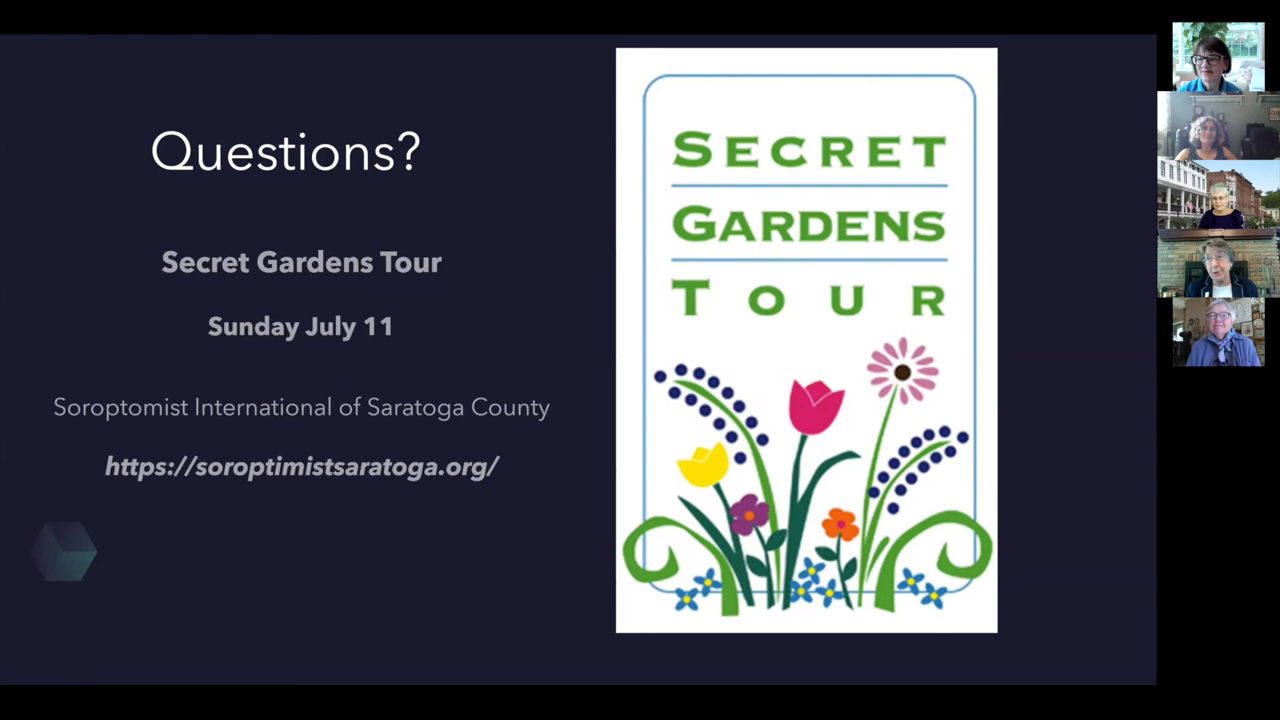 Questions?
Secret Gardens Tour
Sunday July 11
Soroptomist International of Saratoga County
https://soroptimistsaratoga.org/
SECRET
GARDENS
TOUR